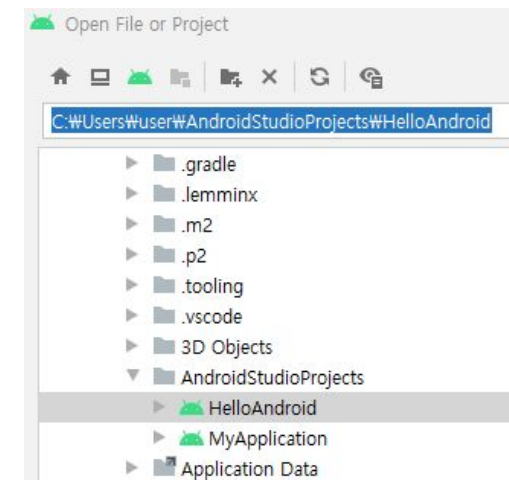 Open File or Project
C:₩Users₩user₩AndroidStudioProjects₩HelloAndroid
.gradle
.lemminx
.m2
.p2
.tooling
.vscode
3D Objects
AndroidStudioProjects
HelloAndroid
MyApplication
Application Data